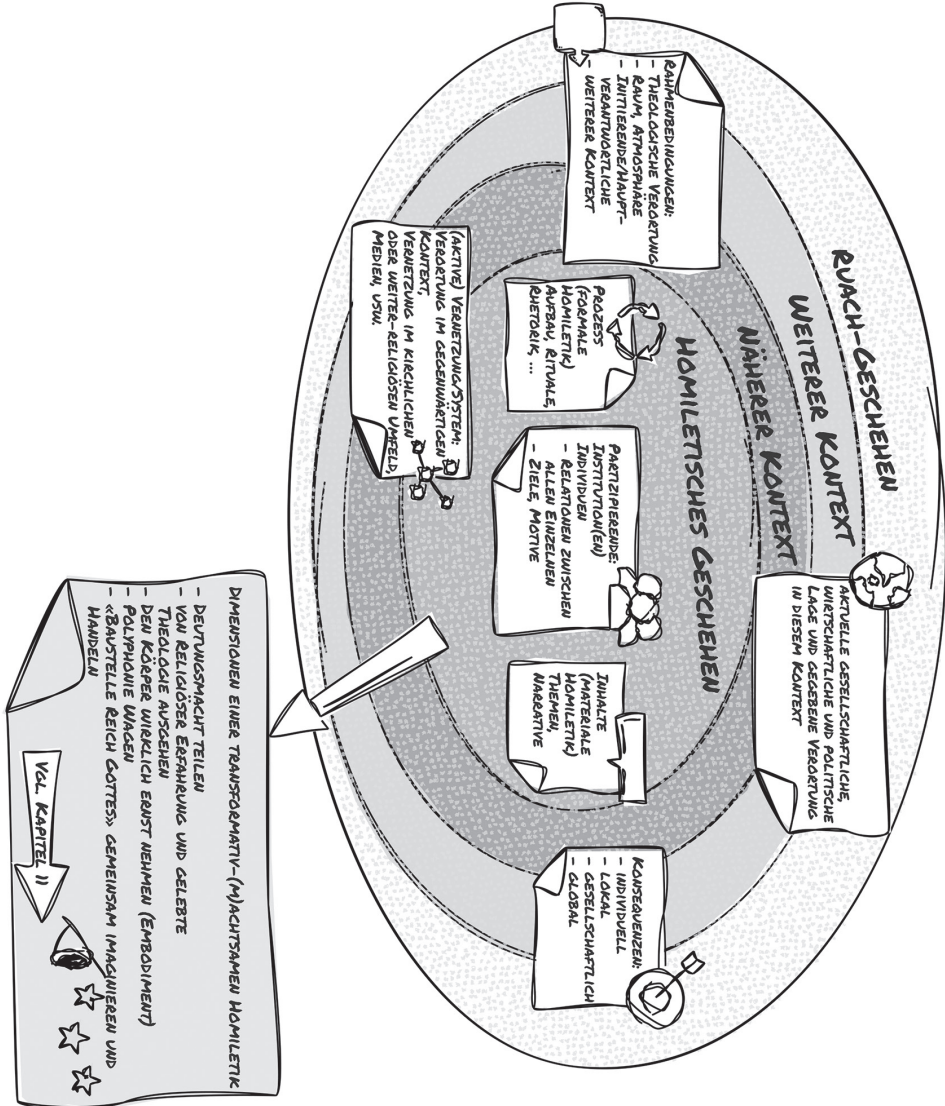 RUACH-GESCHEHEN
WEITERER KONTEXT
NÄHERER KONTEXT
HOMILETISCHES GESCHEHEN
RAHMENBEDINGUNGEN:
- THEOLOGISCHE VERORTUNG
- RAUM, ATMOSPHÄRE
- INITIIERENDE/HAUPT-
VERANTWORTLICHE
- WEITERER KONTEXT
AKTUELLE GESELLSCHAFTLICHE,
WIRTSCHAFTLICHE UND POLITISCHE
LAGE UND GEGEBENE VERORTUNG
IN DIESEM KONTEXT
PROZESS
(FORMALE
HOMILETIK)
AUFBAU, RITUALE,
RHETORIK, ...
PARTIZIPIERENDE:
INSTITUTION(EN)
INDIVIDUEN
- RELATIONEN ZWISCHEN
ALLEN EINZELNEN
- ZIELE, MOTIVE
INHALTE
(MATERIALE
HOMILETIK)
THEMEN,
NARRATIVE
KONSEQUENZEN:
- INDIVIDUELL
- LOKAL
- GESELLSCHAFTLICH
- GLOBAL
(AKTIVE) VERNETZUNG/SYSTEM:
VERORTUNG IM GEGENWÄRTIGEN
KONTEXT,
VERNETZUNG IM KIRCHLICHEN
ODER WEITER-RELIGIÖSEN UMFELD,
MEDIEN, USW.
DIMENSIONEN EINER TRANSFORMATIV-(M)ACHTSAMEN HOMILETIK
- DEUTUNGSMACHT TEILEN
- VON RELIGIÖSER ERFAHRUNG UND GELEBTE
THEOLOGIE AUSGEHEN
- DEN KÖRPER WIRKLICH ERNST NEHMEN (EMBODIMENT)
- POLYPHONIE WAGEN
- «BAUSTELLE REICH GOTTES» GEMEINSAM IMAGINIEREN UND
HANDELN
VGL. KAPITEL 11